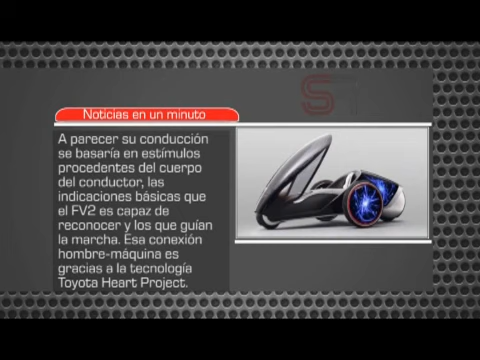 Noticias en un minuto
A parecer su conducción
se basaría en estímulos
procedentes del cuerpo
del conductor, las
indicaciones básicas que
el FV2 es capaz de
reconocer y los que guían
la marcha. Esa conexión
hombre-máquina es
gracias a la tecnología
Toyota Heart Project.